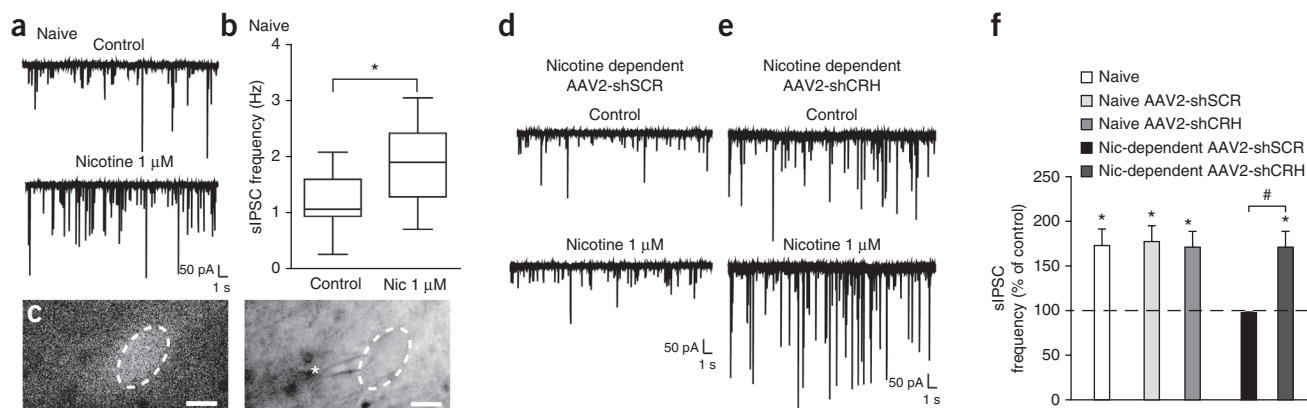 a
Naive
Control
Nicotine 1 µM
50 pA
1 s
b
Naive
sIPSC frequency (Hz)
4
3
2
1
0
*
Control
Nic 1 µM
c
*
d
Nicotine dependent
AAV2-shSCR
Control
Nicotine 1 µM
50 pA
1 s
e
Nicotine dependent
AAV2-shCRH
Control
Nicotine 1 µM
50 pA
1 s
f
Naive
Naive AAV2-shSCR
Naive AAV2-shCRH
Nic-dependent AAV2-shSCR
Nic-dependent AAV2-shCRH
sIPSC
frequency (% of control)
250
200
150
100
50
0
*
*
*
#
*